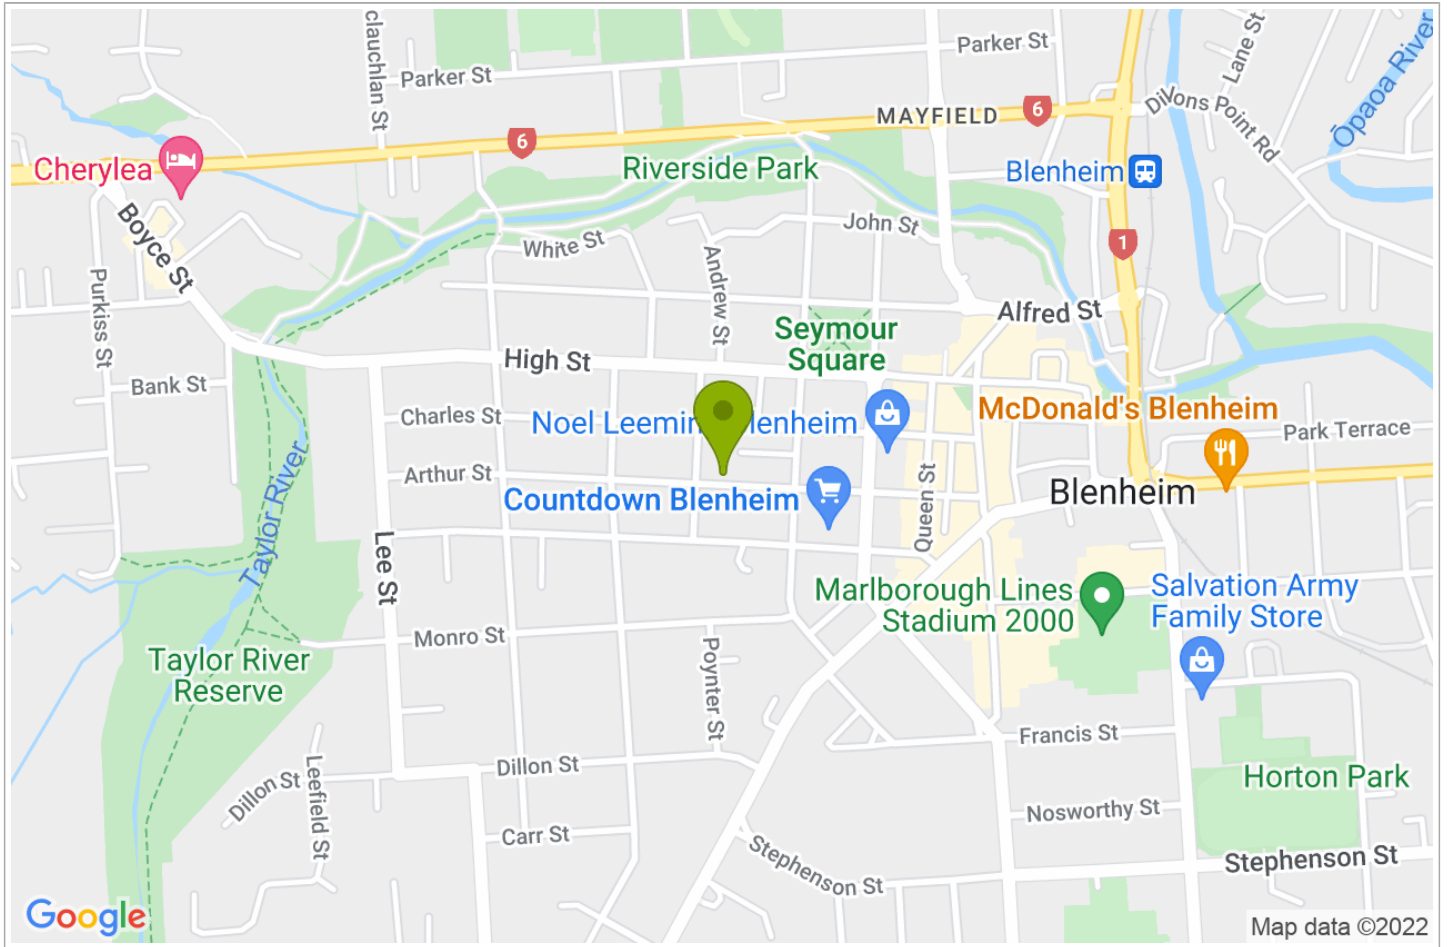 clauchlan St
Parker St
Parker St
Lane St
Ōpaoa River
MAYFIELD
6
6
Dillons Point Rd
Cherylea
Riverside Park
Blenheim
Boyce St
White St
John St
1
Purkiss St
Andrew St
Alfred St
Seymour
Square
High St
Bank St
Charles St
Noel Leeming Blenheim
McDonald's Blenheim
Park Terrace
Arthur St
Countdown Blenheim
Queen St
Blenheim
Taylor River
Lee St
Marlborough Lines
Stadium 2000
Salvation Army
Family Store
Monro St
Taylor River
Reserve
Poynter St
Francis St
Dillon St
Dillon St
Leefield St
Horton Park
Nosworthy St
Carr St
Stephenson St
Stephenson St
Google
Map data ©2022